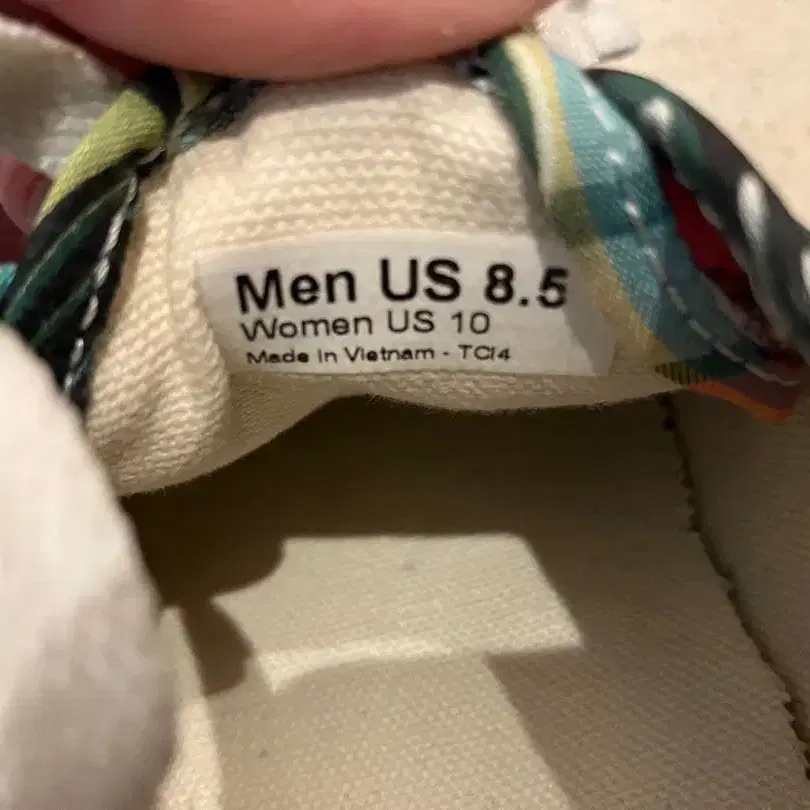 Men US 8.5
Women US 10
Made In Vietnam - TCI4